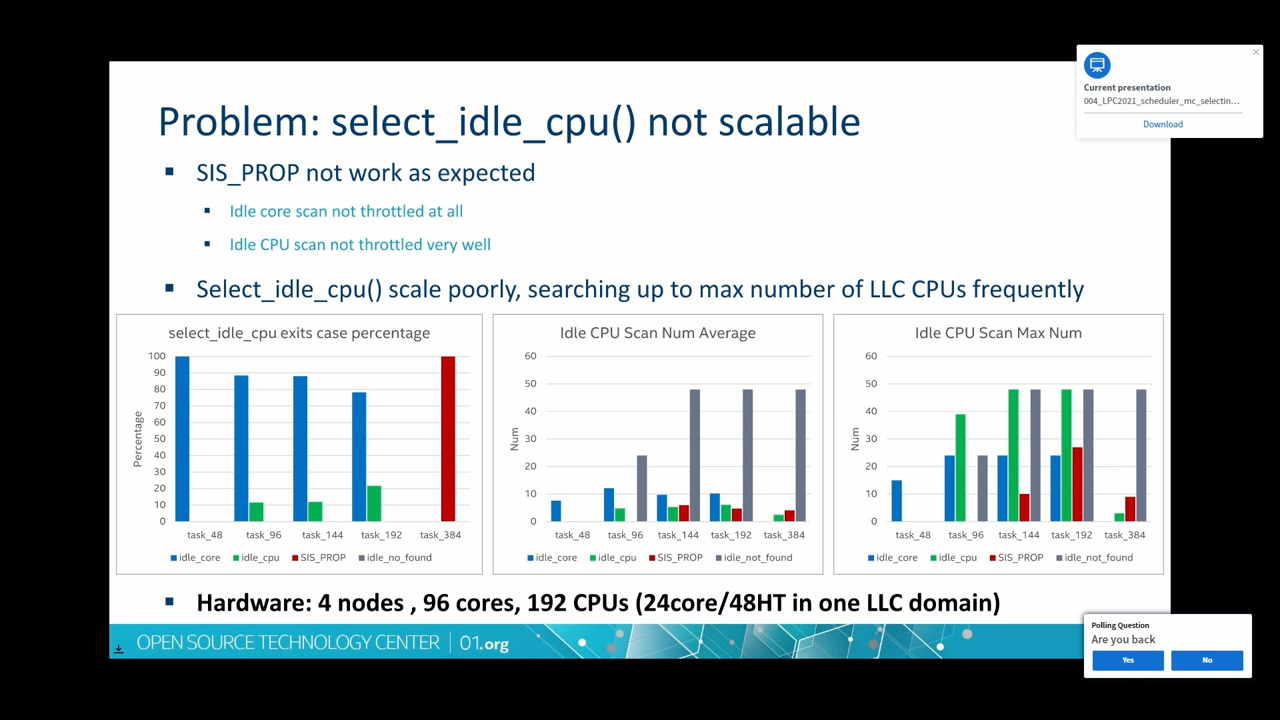 Problem: select_idle_cpu() not scalable
SIS_PROP not work as expected
Idle core scan not throttled at all
Idle CPU scan not throttled very well
Select_idle_cpu() scale poorly, searching up to max number of LLC CPUs frequently
select_idle_cpu exits case percentage
100
90
80
70
60
50
40
30
20
10
0
Percentage
task_48 task_96 task_144 task_192 task_384
idle_core idle_cpu SIS_PROP idle_no_found
Idle CPU Scan Num Average
60
50
40
30
20
10
0
Num
task_48 task_96 task_144 task_192 task_384
idle_core idle_cpu SIS_PROP idle_not_found
Idle CPU Scan Max Num
60
50
40
30
20
10
0
Num
task_48 task_96 task_144 task_192 task_384
idle_core idle_cpu SIS_PROP idle_not_found
Hardware: 4 nodes , 96 cores, 192 CPUs (24core/48HT in one LLC domain)
OPEN SOURCE TECHNOLOGY CENTER | 01.org
Current presentation
004_LPC2021_scheduler_mc_selectin...
Download
Polling Question
Are you back
Yes No